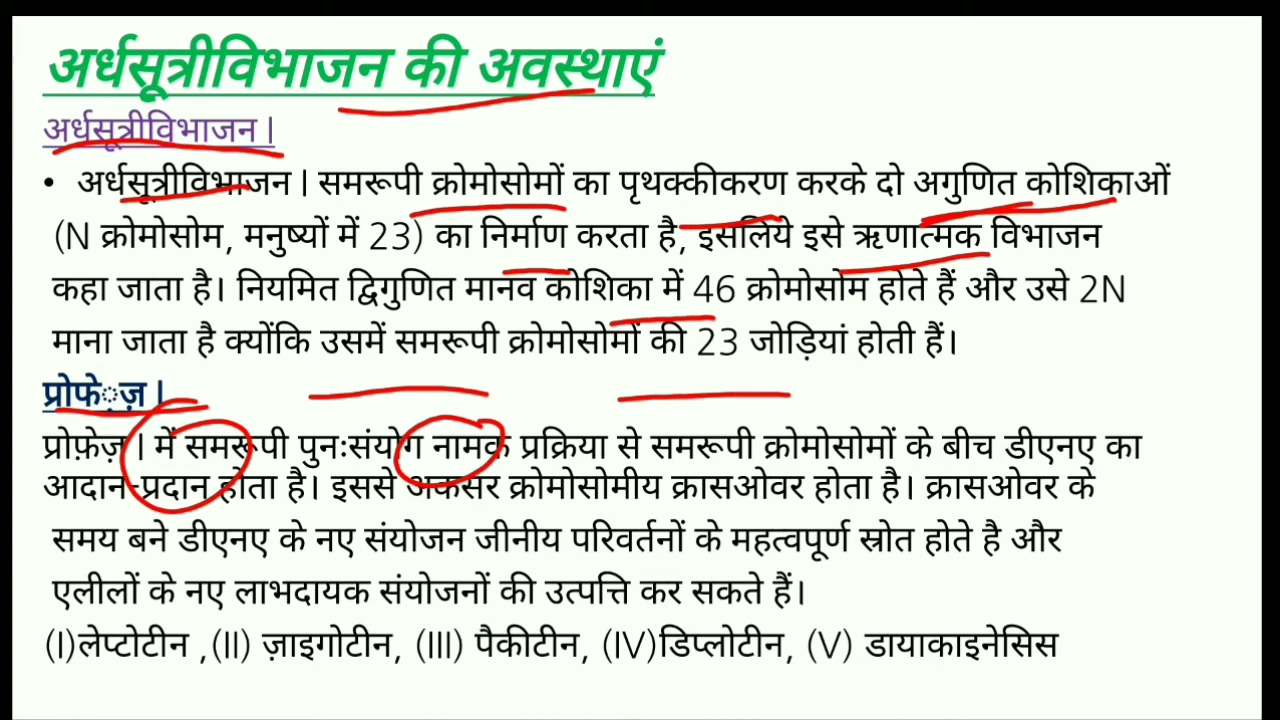 अर्धसूत्रीविभाजन की अवस्थाएं
अर्धसूत्रीविभाजन I
• अर्धसूत्रीविभाजन I समरूपी क्रोमोसोमों का पृथक्कीकरण करके दो अगुणित कोशिकाओं
(N क्रोमोसोम, मनुष्यों में 23) का निर्माण करता है, इसलिये इसे ऋणात्मक विभाजन
कहा जाता है। नियमित द्विगुणित मानव कोशिका में 46 क्रोमोसोम होते हैं और उसे 2N
माना जाता है क्योंकि उसमें समरूपी क्रोमोसोमों की 23 जोड़ियां होती हैं।
प्रोफे़ज़ I
प्रोफ़ेज़ I में समरूपी पुनःसंयोग नामक प्रक्रिया से समरूपी क्रोमोसोमों के बीच डीएनए का
आदान-प्रदान होता है। इससे अकसर क्रोमोसोमीय क्रासओवर होता है। क्रासओवर के
समय बने डीएनए के नए संयोजन जीनीय परिवर्तनों के महत्वपूर्ण स्रोत होते है और
एलीलों के नए लाभदायक संयोजनों की उत्पत्ति कर सकते हैं।
(I)लेप्टोटीन ,(II) ज़ाइगोटीन, (III) पैकीटीन, (IV)डिप्लोटीन, (V) डायाकाइनेसिस